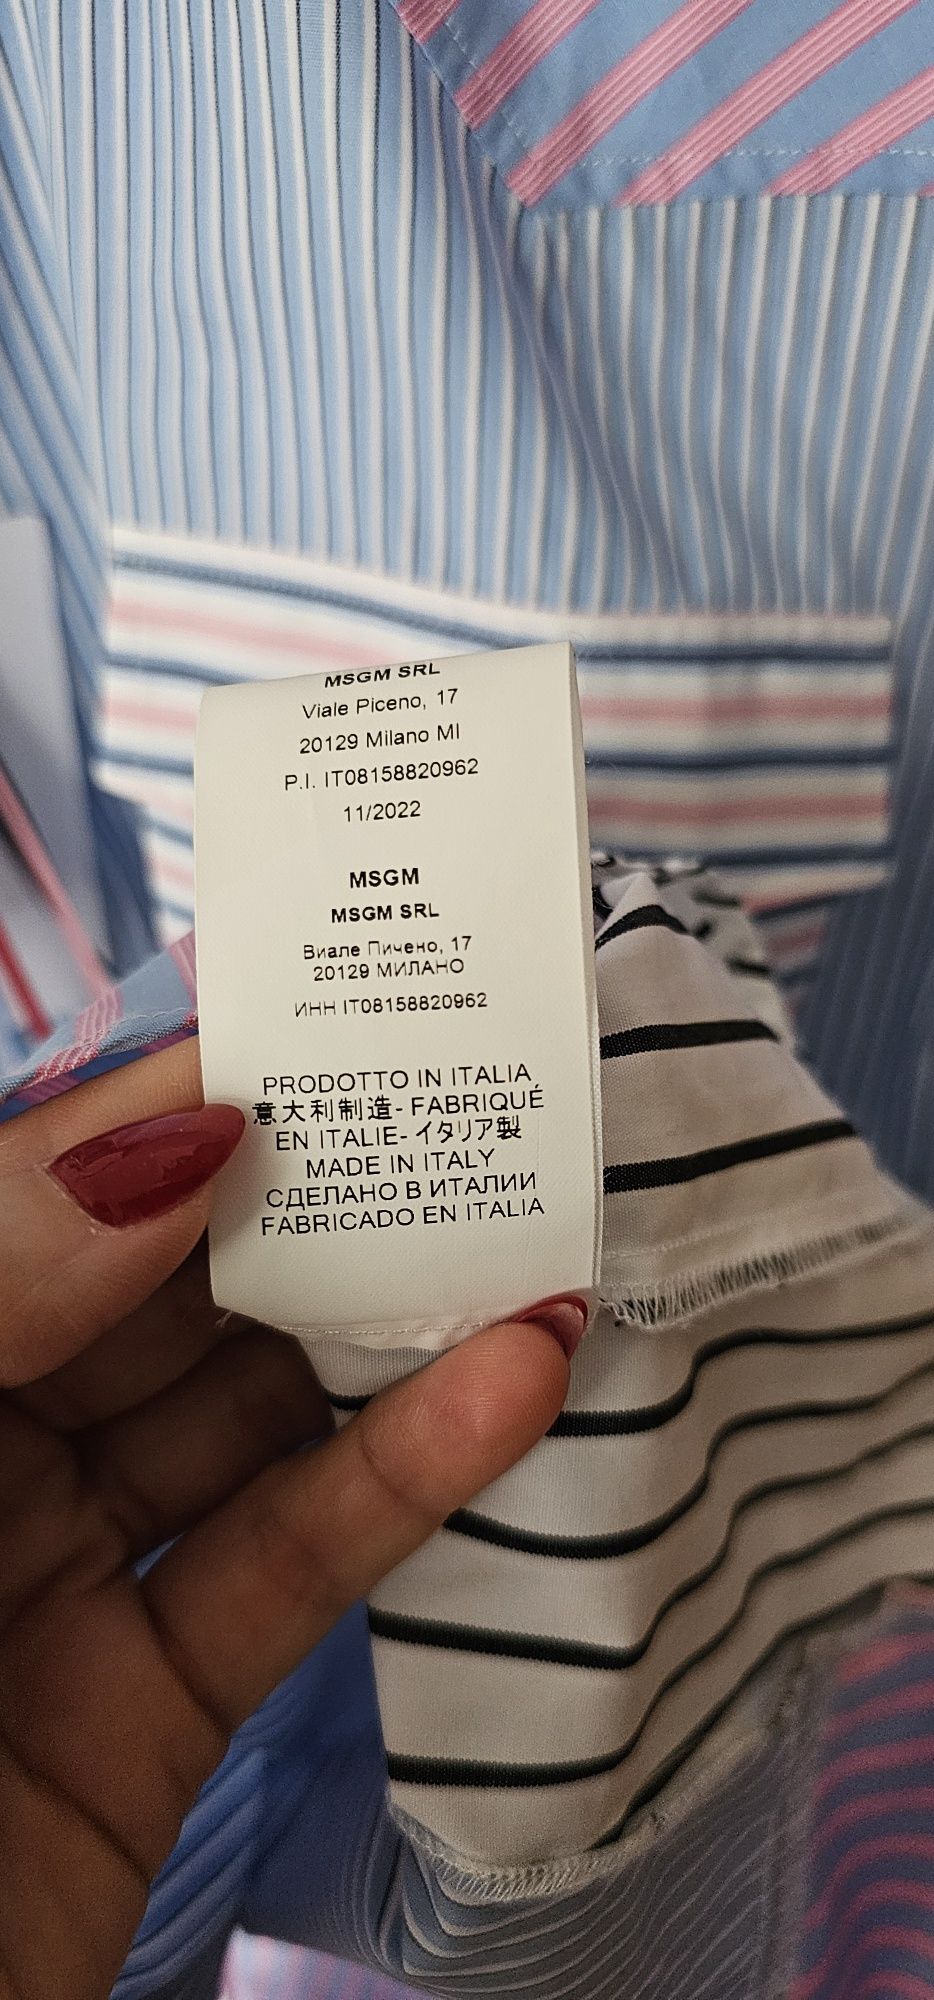 MSGM SRL
Viale Piceno, 17
20129 Milano MI
P.I. IT08158820962
11/2022
MSGM
MSGM SRL
Виале Пичено, 17
20129 МИЛАНО
ИНН IT08158820962
PRODOTTO IN ITALIA
意大利制造- FABRIQUÉ
EN ITALIE- イタリア製
MADE IN ITALY
СДЕЛАНО В ИТАЛИИ
FABRICADO EN ITALIA